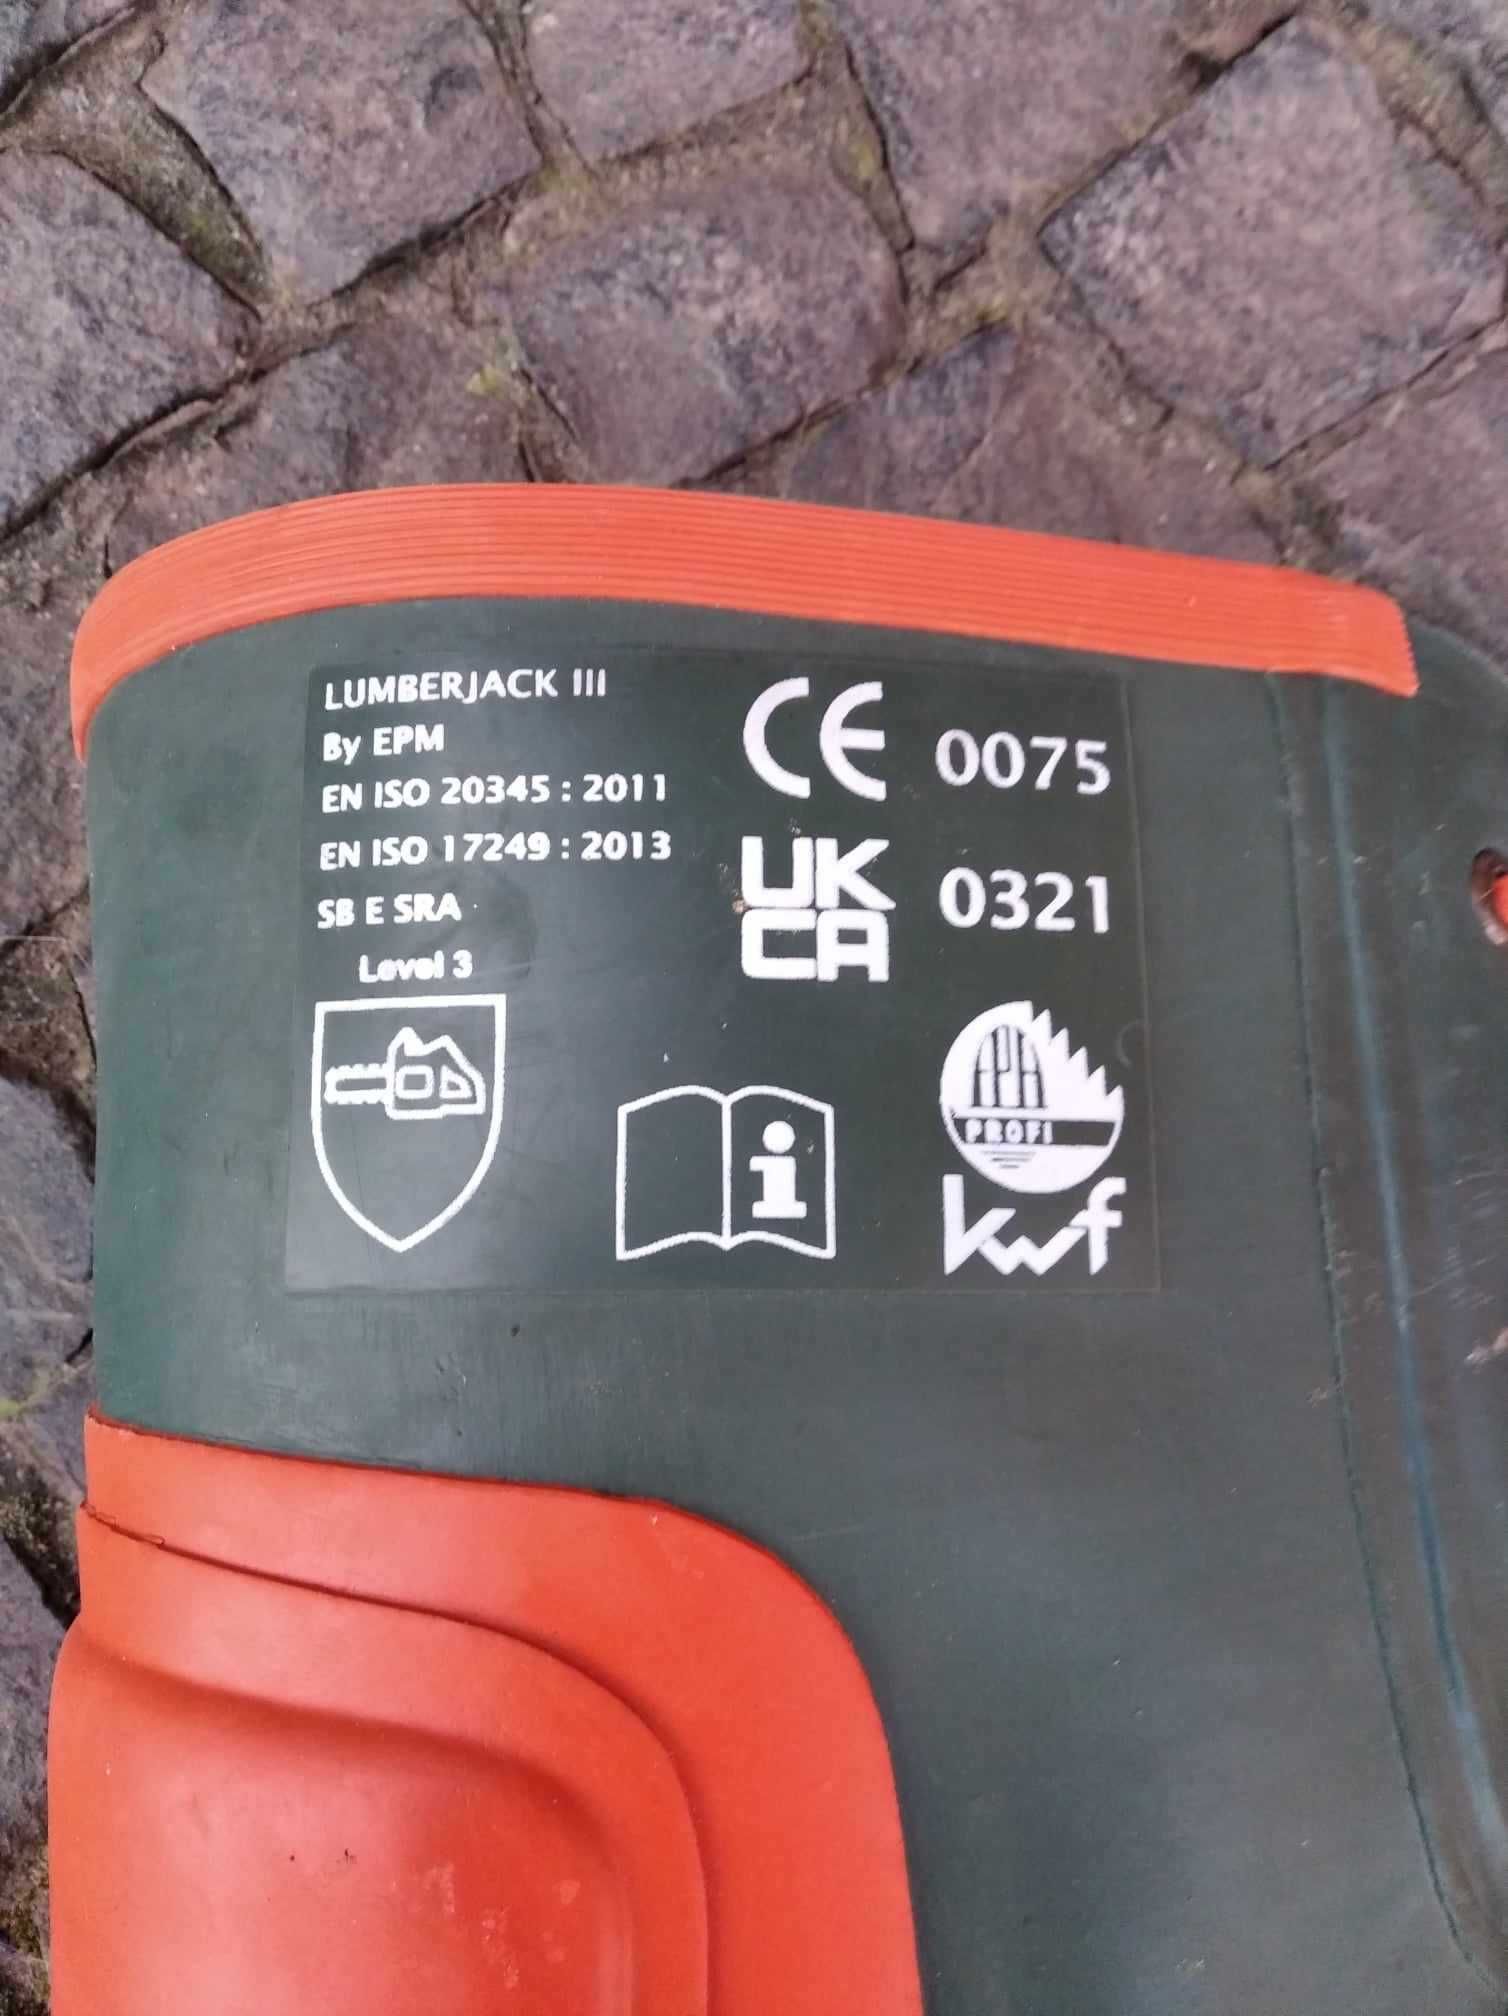 LUMBERJACK III
By EPM
EN ISO 20345 : 2011
EN ISO 17249 : 2013
SB E SRA
Level 3
CE 0075
UK
CA 0321
i
PROFI
kwf